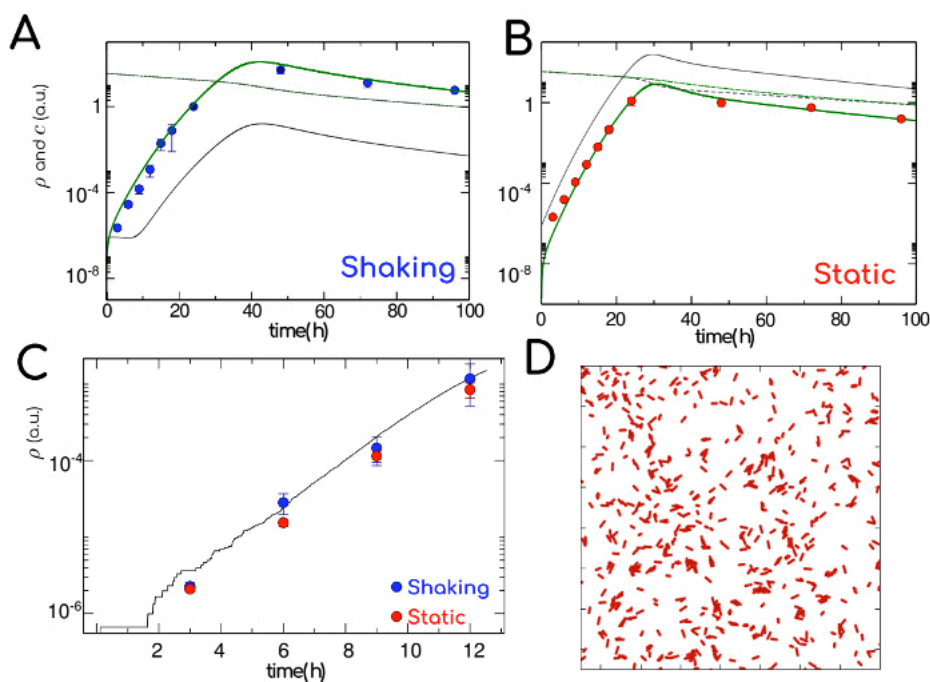 A
ρ and c (a.u.)
1
10⁻⁴
10⁻⁸
Shaking
0 20 40 60 80 100
time(h)
B
1
10⁻⁴
10⁻⁸
Static
0 20 40 60 80 100
time(h)
C
ρ (a.u.)
10⁻⁴
10⁻⁶
Shaking
Static
2 4 6 8 10 12
time(h)
D